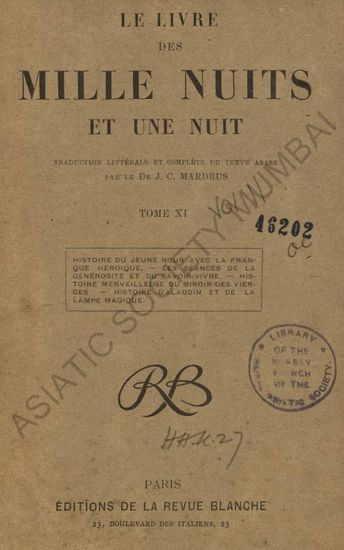 LE LIVRE
DES
MILLE NUITS
ET UNE NUIT
TRADUCTION LITTÉRALE ET COMPLÈTE DU TEXTE ARABE
PAR LE Dr J. C. MARDRUS
TOME XI
46202
HISTOIRE DU JEUNE NOUR AVEC LA FRAN-
QUE HÉROÏQUE. — LES SÉANCES DE LA
GÉNÉROSITÉ ET DU SAVOIR-VIVRE. — HIS-
TOIRE MERVEILLEUSE DU MIROIR DES VIER-
GES. — HISTOIRE D'ALADDIN ET DE LA
LAMPE MAGIQUE.
ASIATIC SOCIETY MUMBAI
LIBRARY
OF THE
BOMBAY
BRANCH
OF THE
ASIATIC SOCIETY
RB
PARIS
ÉDITIONS DE LA REVUE BLANCHE
23, BOULEVARD DES ITALIENS, 23